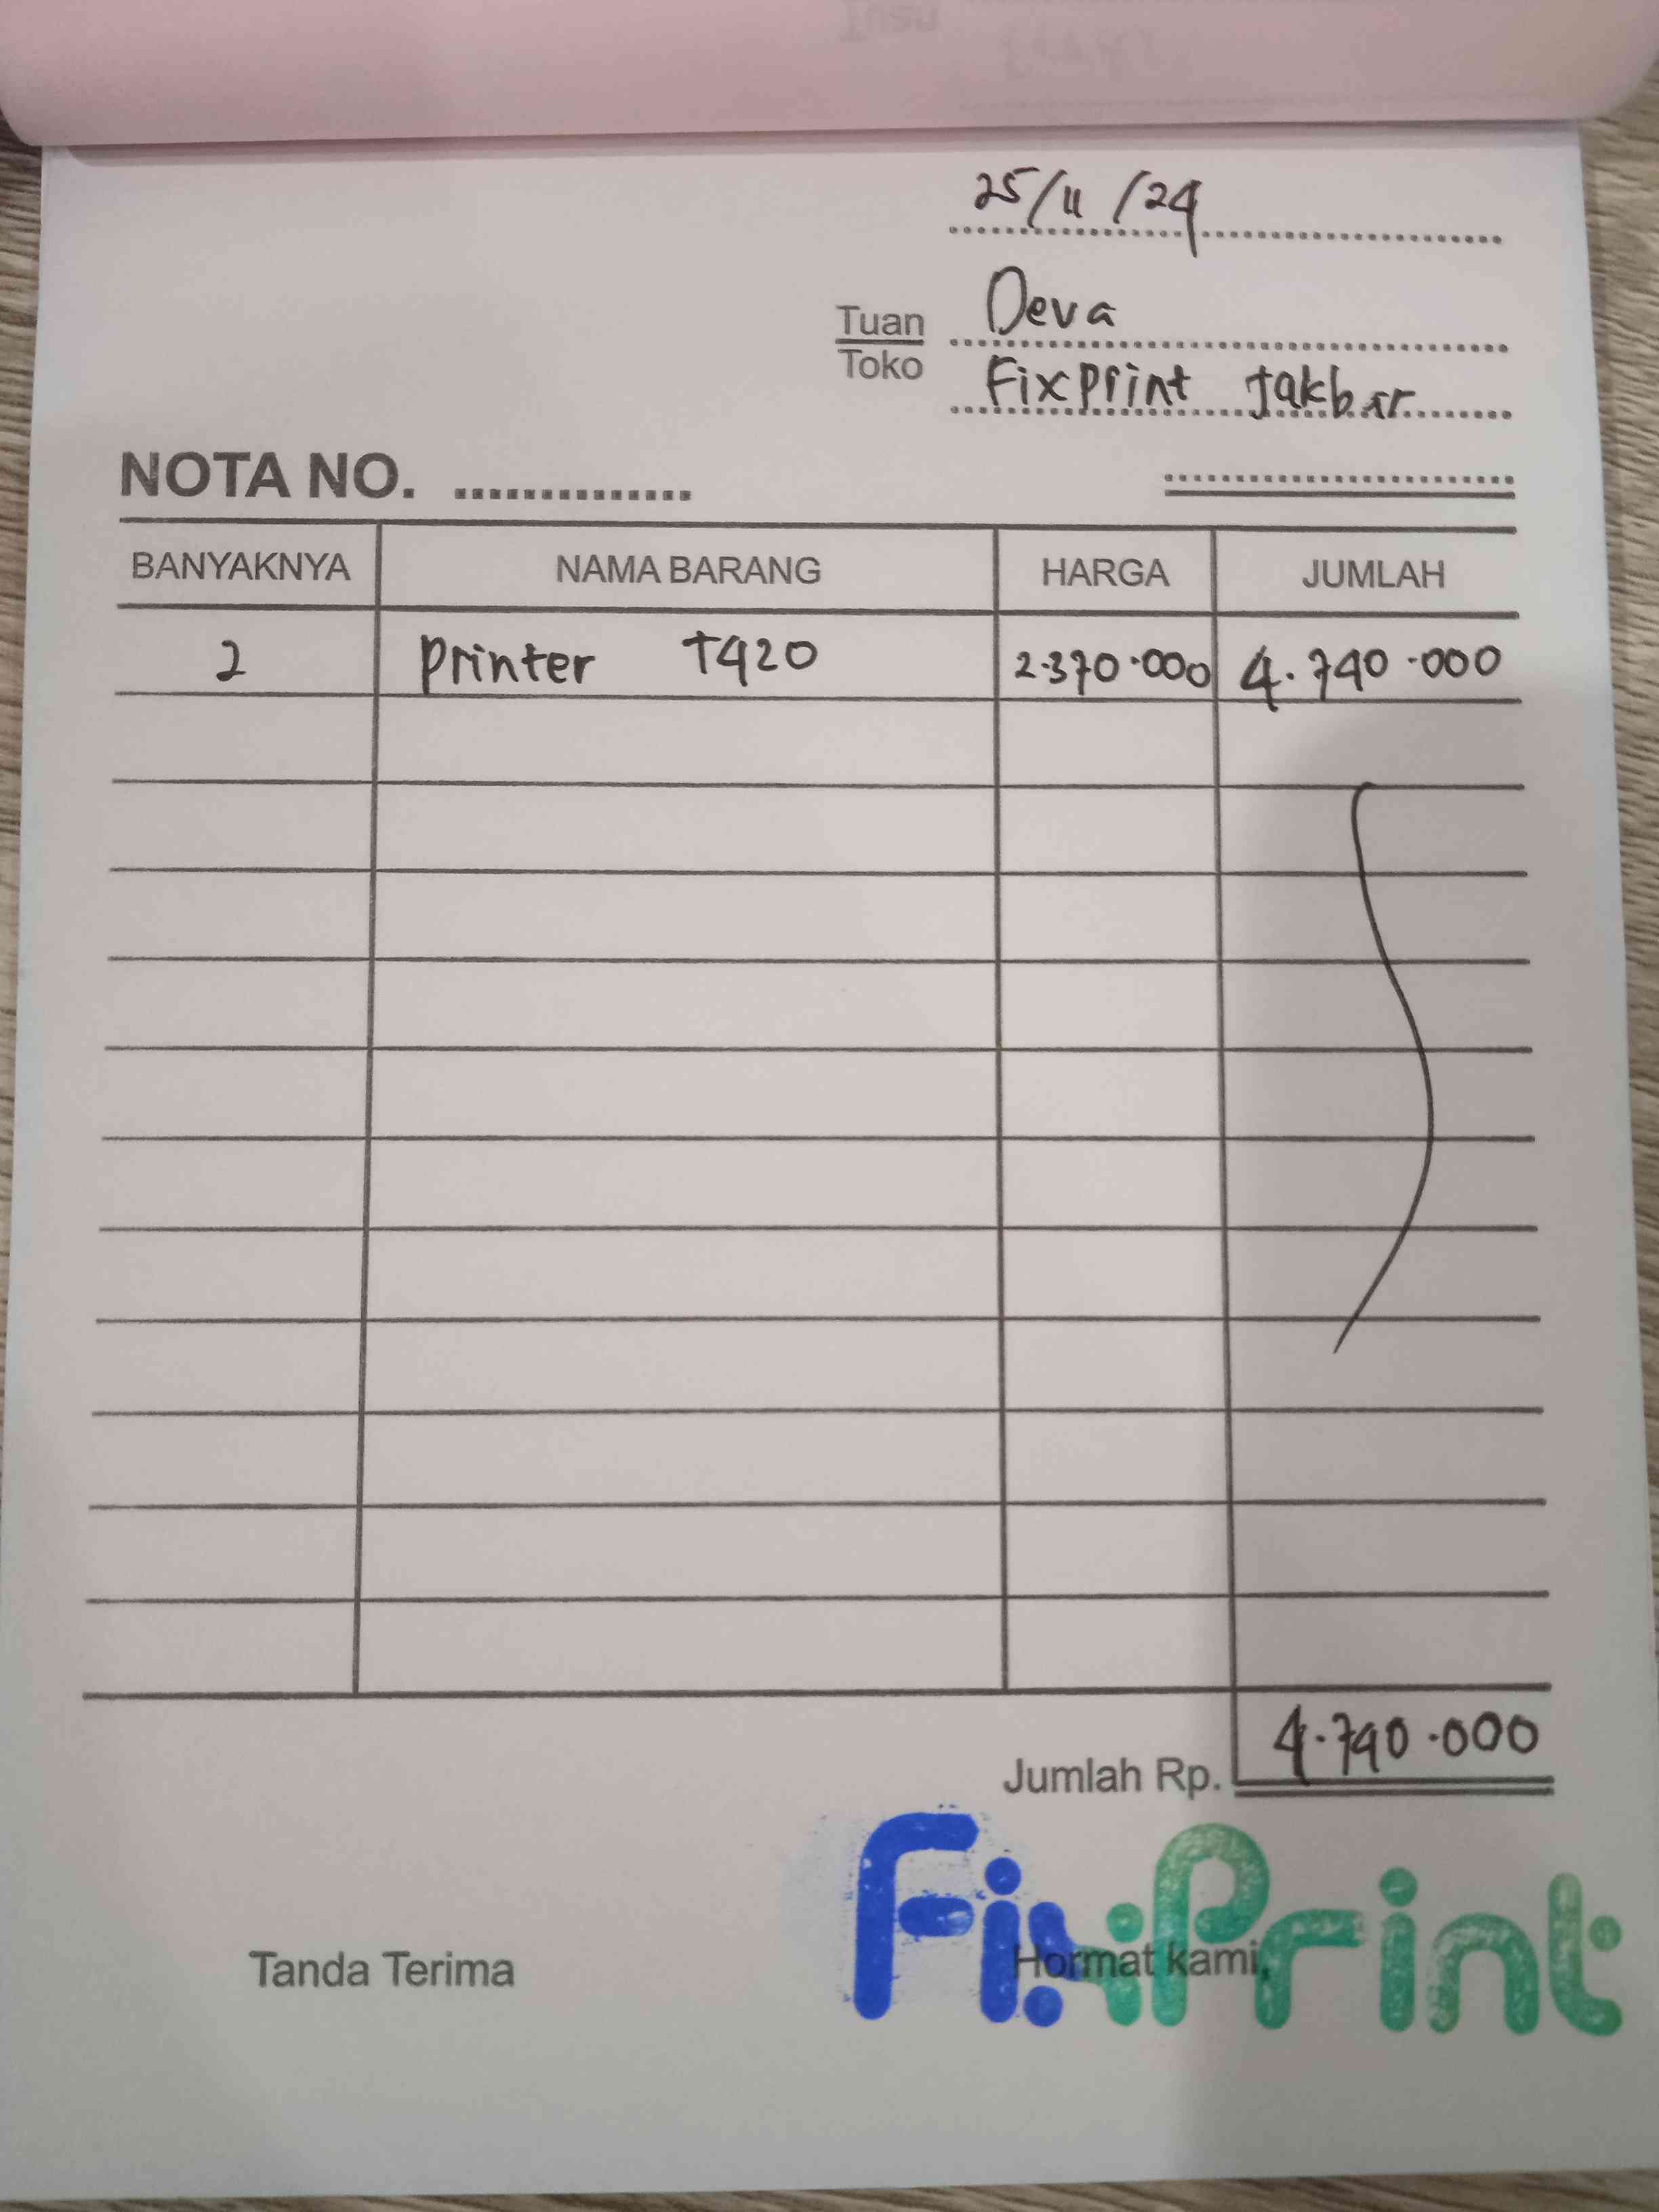 25/11/24
Tuan Deva
Toko Fixprint Jakbar
NOTA NO. ..............
BANYAKNYA NAMA BARANG HARGA JUMLAH
2 Printer T420 2.370.000 4.740.000
Jumlah Rp. 4.740.000
FixPrint
Tanda Terima Hormat kami,